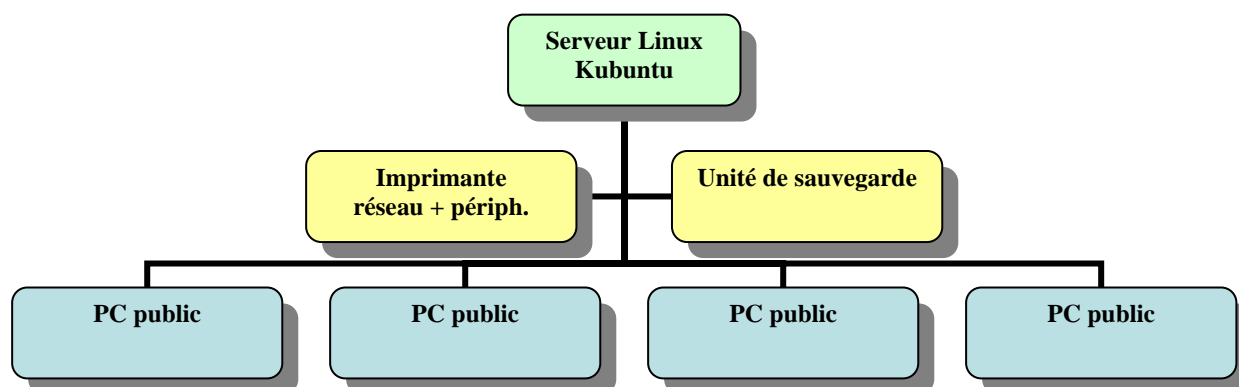 Serveur Linux
Kubuntu
Imprimante
réseau + périph.
Unité de sauvegarde
PC public
PC public
PC public
PC public